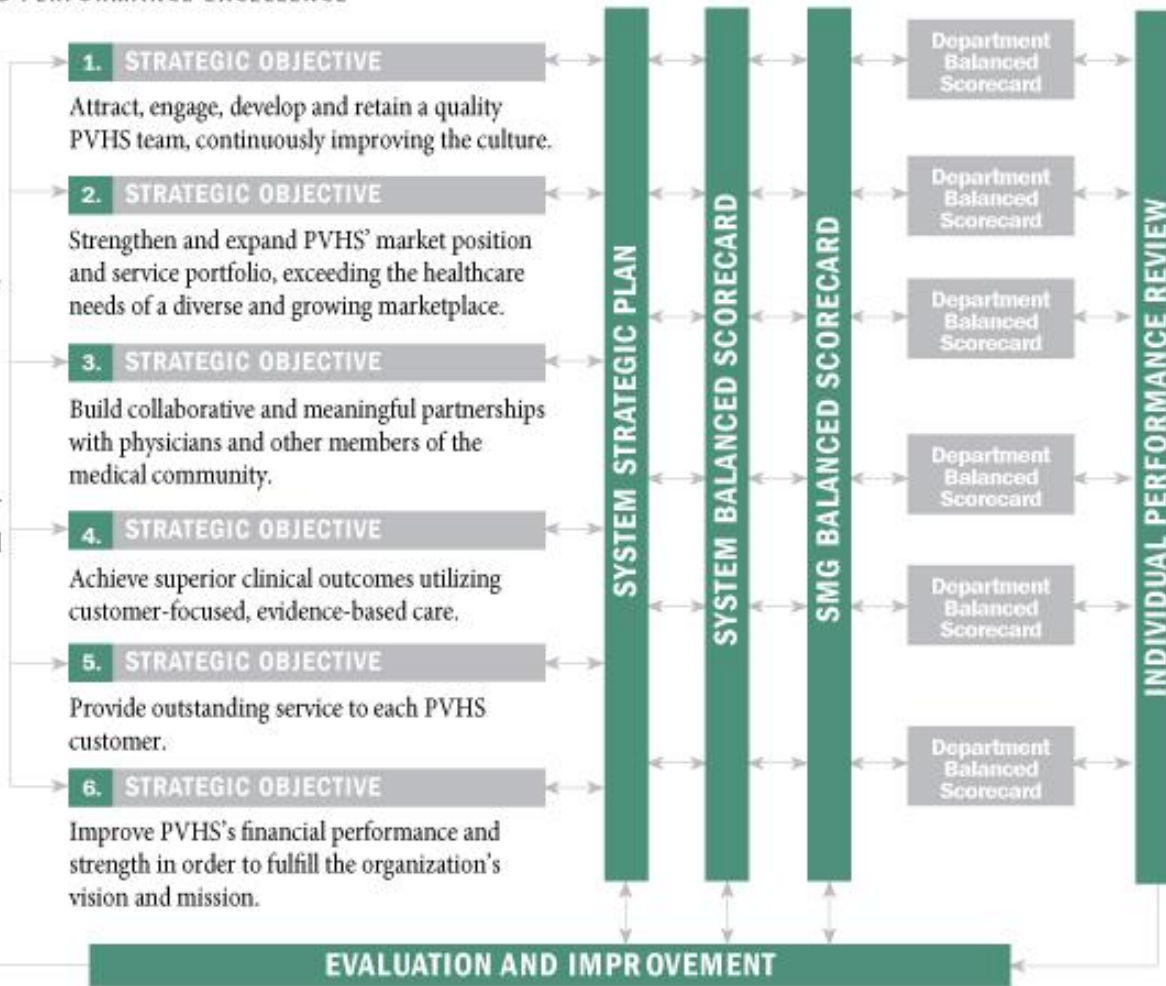 PERFORMANCE EXCELLENCE
1. STRATEGIC OBJECTIVE
Attract, engage, develop and retain a quality
PVHS team, continuously improving the culture.
2. STRATEGIC OBJECTIVE
Strengthen and expand PVHS' market position
and service portfolio, exceeding the healthcare
needs of a diverse and growing marketplace.
3. STRATEGIC OBJECTIVE
Build collaborative and meaningful partnerships
with physicians and other members of the
medical community.
4. STRATEGIC OBJECTIVE
Achieve superior clinical outcomes utilizing
customer-focused, evidence-based care.
5. STRATEGIC OBJECTIVE
Provide outstanding service to each PVHS
customer.
6. STRATEGIC OBJECTIVE
Improve PVHS's financial performance and
strength in order to fulfill the organization's
vision and mission.
SYSTEM STRATEGIC PLAN
SYSTEM BALANCED SCORECARD
SMG BALANCED SCORECARD
Department
Balanced
Scorecard
Department
Balanced
Scorecard
Department
Balanced
Scorecard
Department
Balanced
Scorecard
Department
Balanced
Scorecard
Department
Balanced
Scorecard
INDIVIDUAL PERFORMANCE REVIEW
EVALUATION AND IMPROVEMENT